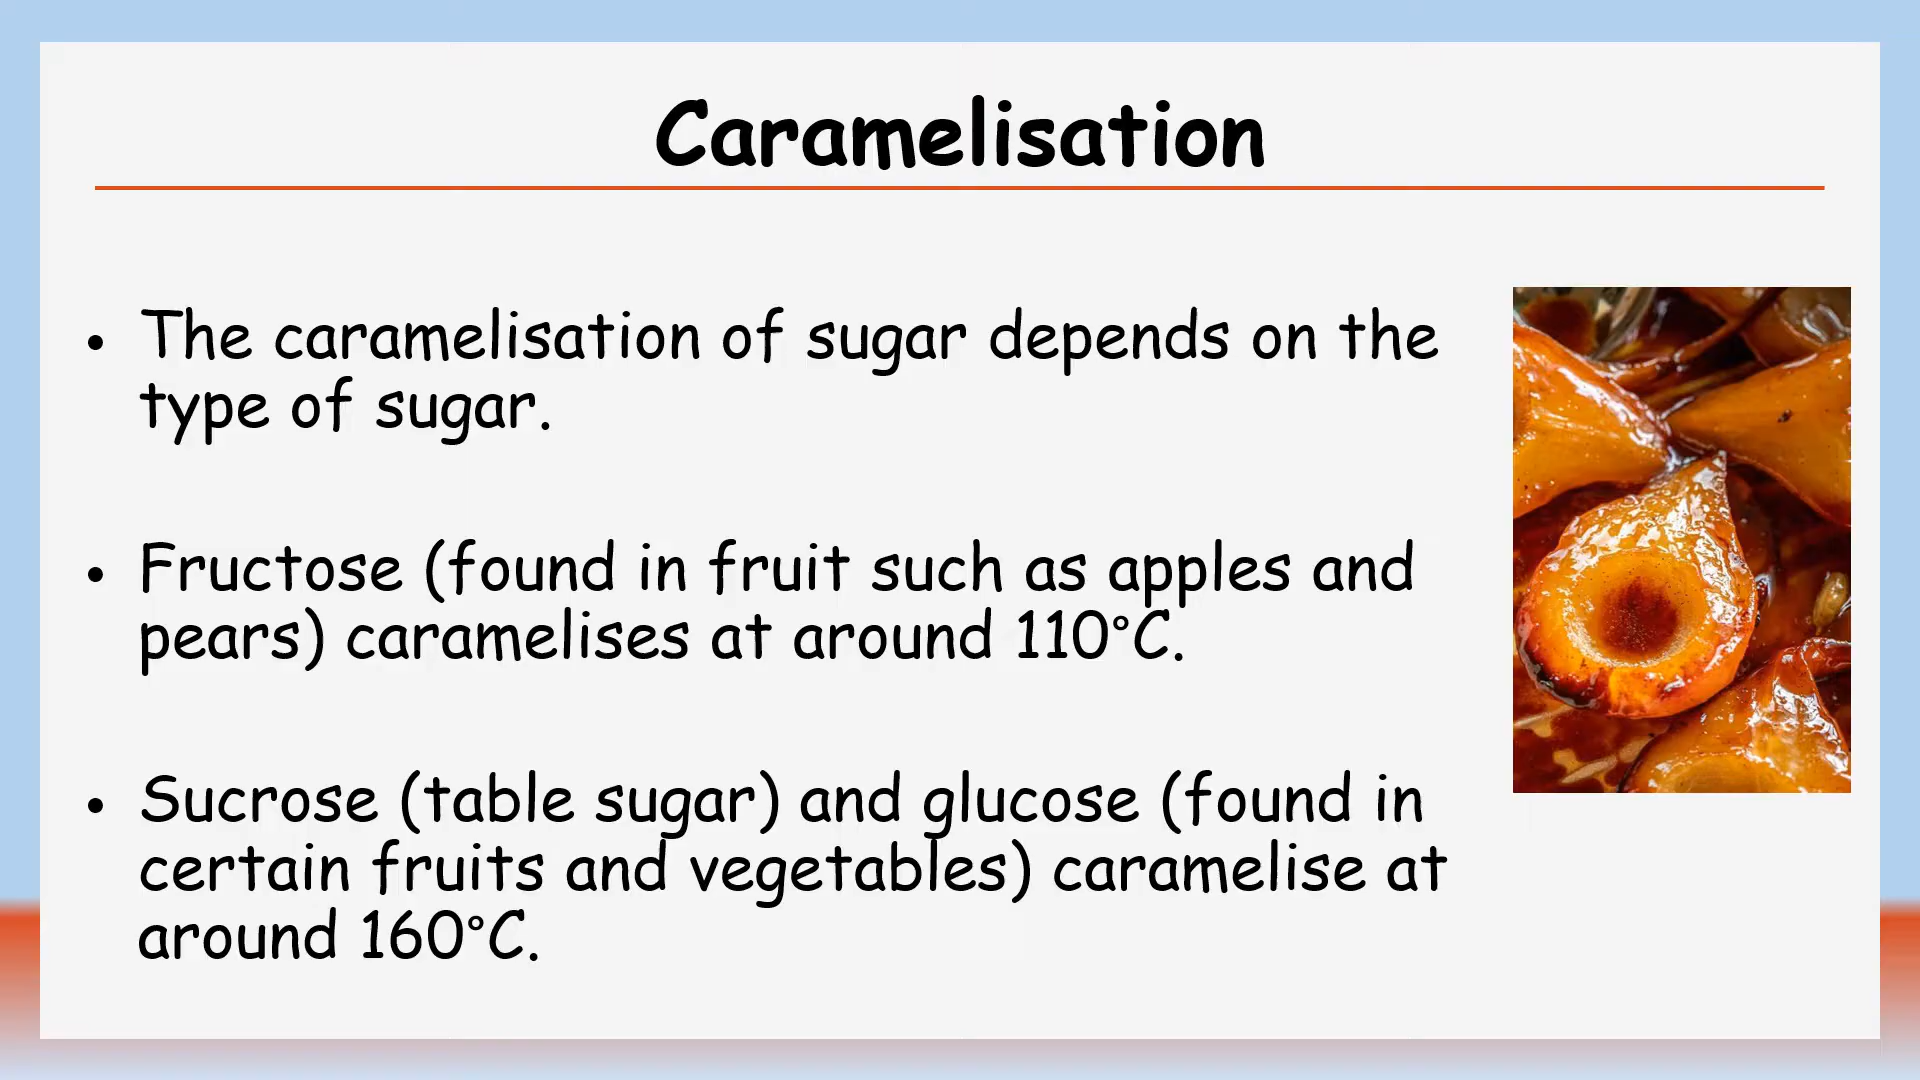 Caramelisation
• The caramelisation of sugar depends on the
type of sugar.
• Fructose (found in fruit such as apples and
pears) caramelises at around 110°C.
• Sucrose (table sugar) and glucose (found in
certain fruits and vegetables) caramelise at
around 160°C.